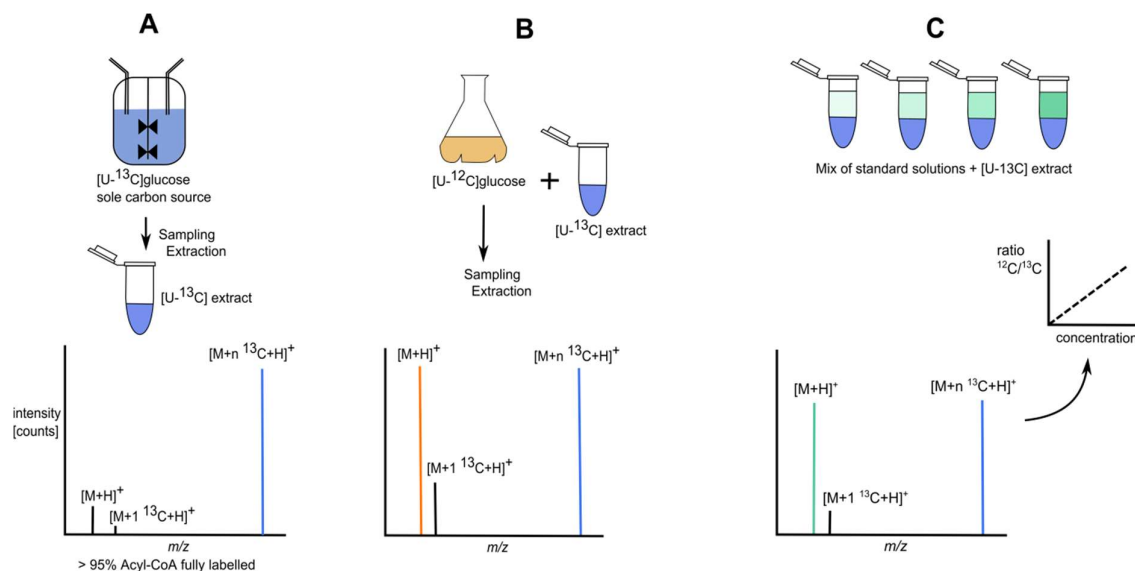 A
[U-¹³C]glucose
sole carbon source
Sampling
Extraction
[U-¹³C] extract
intensity
[counts]
[M+H]⁺
[M+1 ¹³C+H]⁺
[M+n ¹³C+H]⁺
m/z
> 95% Acyl-CoA fully labelled
B
[U-¹²C]glucose
+
[U-¹³C] extract
Sampling
Extraction
[M+H]⁺
[M+1 ¹³C+H]⁺
[M+n ¹³C+H]⁺
m/z
C
Mix of standard solutions + [U-13C] extract
ratio
¹²C/¹³C
concentration
[M+H]⁺
[M+1 ¹³C+H]⁺
[M+n ¹³C+H]⁺
m/z